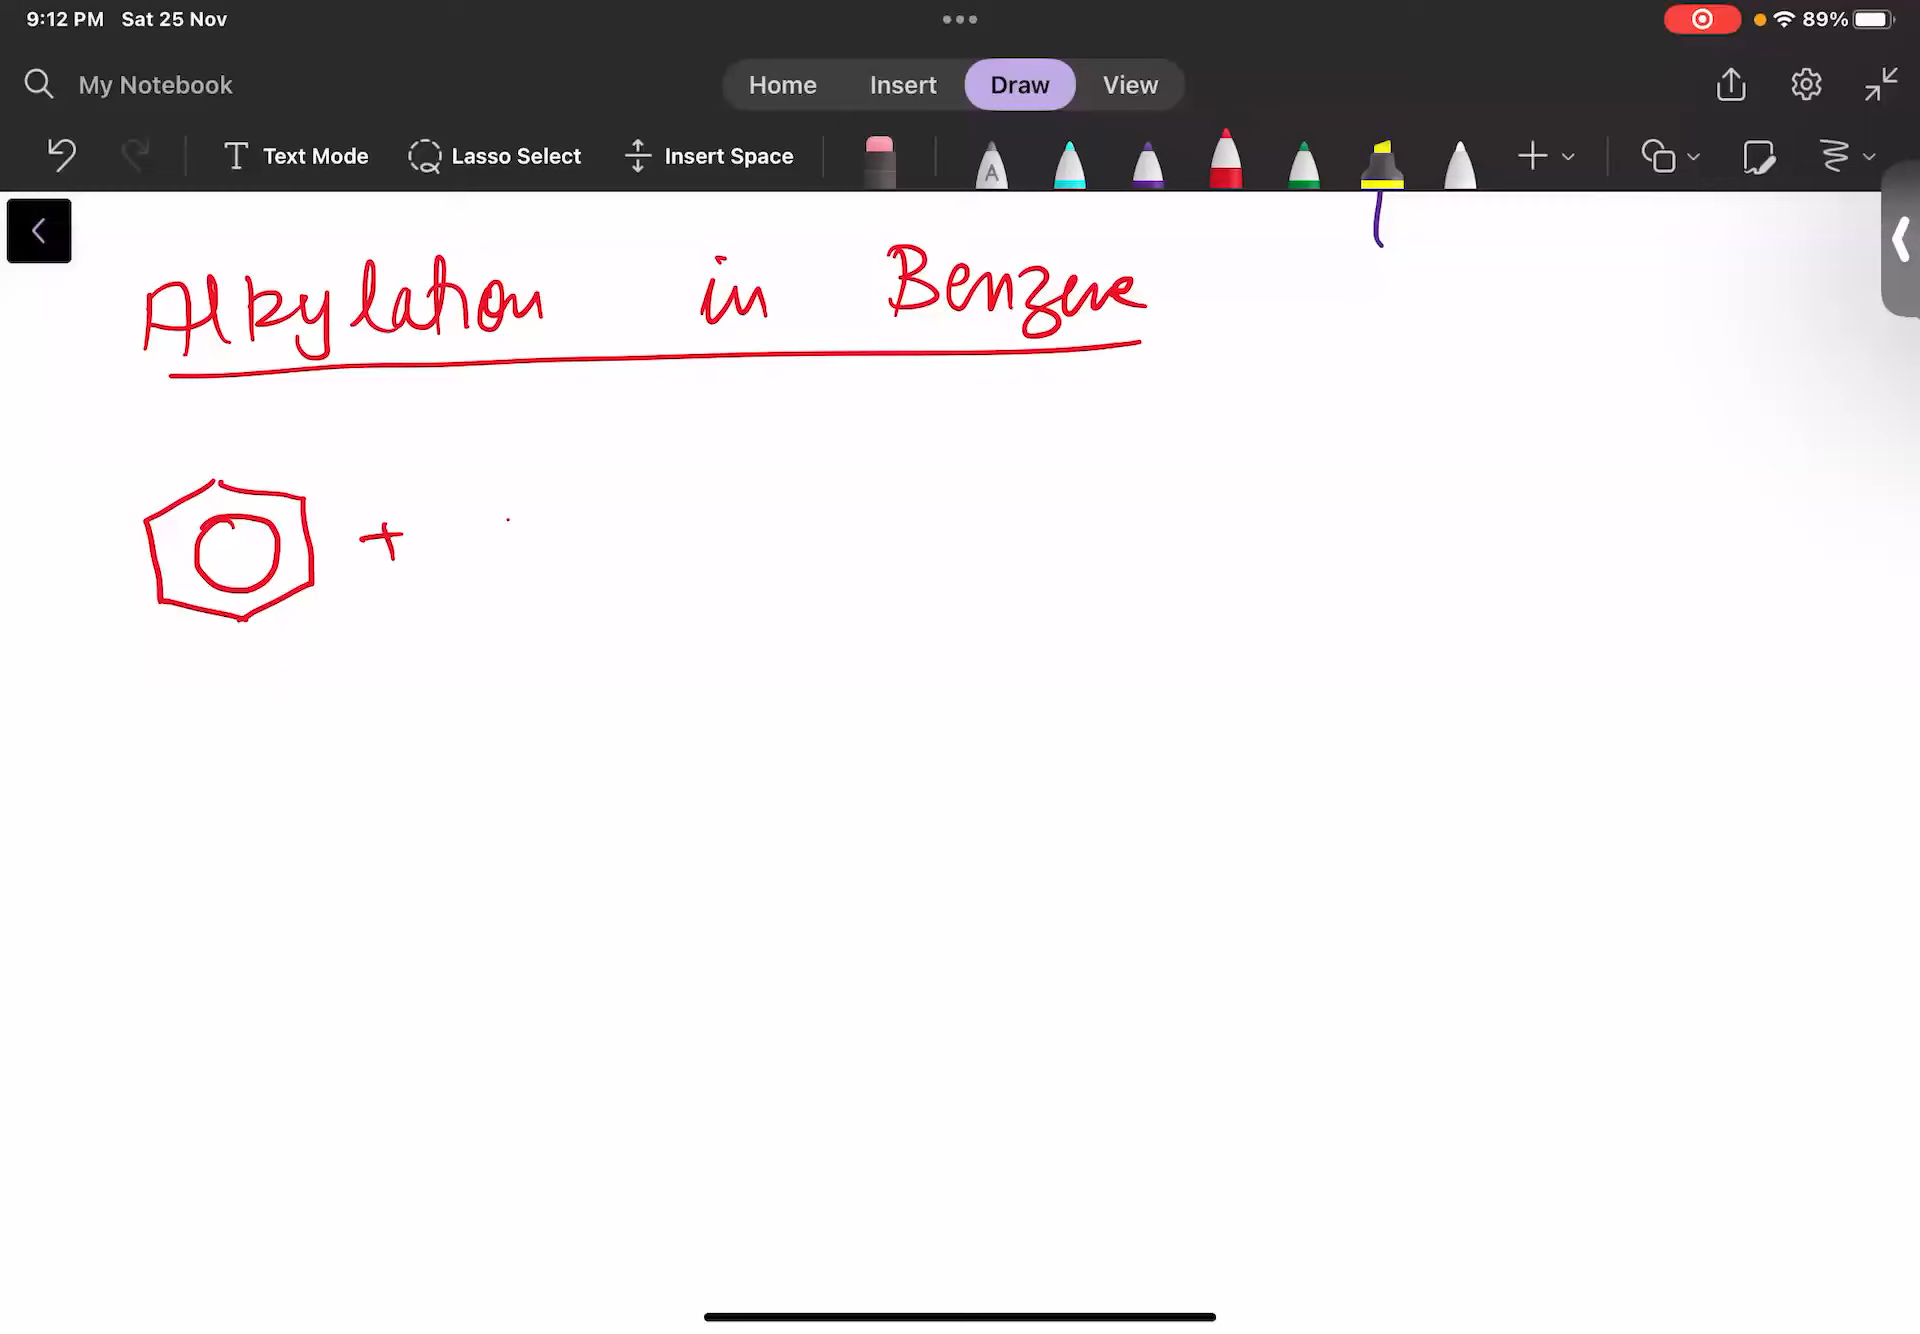 9:12 PM Sat 25 Nov
89%
My Notebook
Home Insert Draw View
Text Mode Lasso Select Insert Space
A
Alkylation in Benzene
+